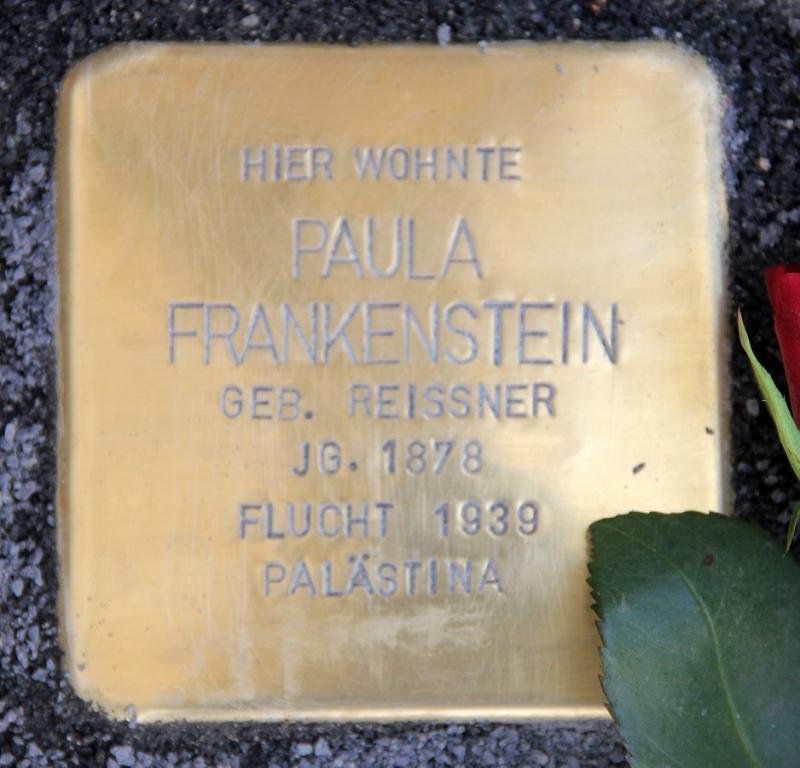 HIER WOHNTE
PAULA
FRANKENSTEIN
GEB. REISSNER
JG. 1878
FLUCHT 1939
PALÄSTINA